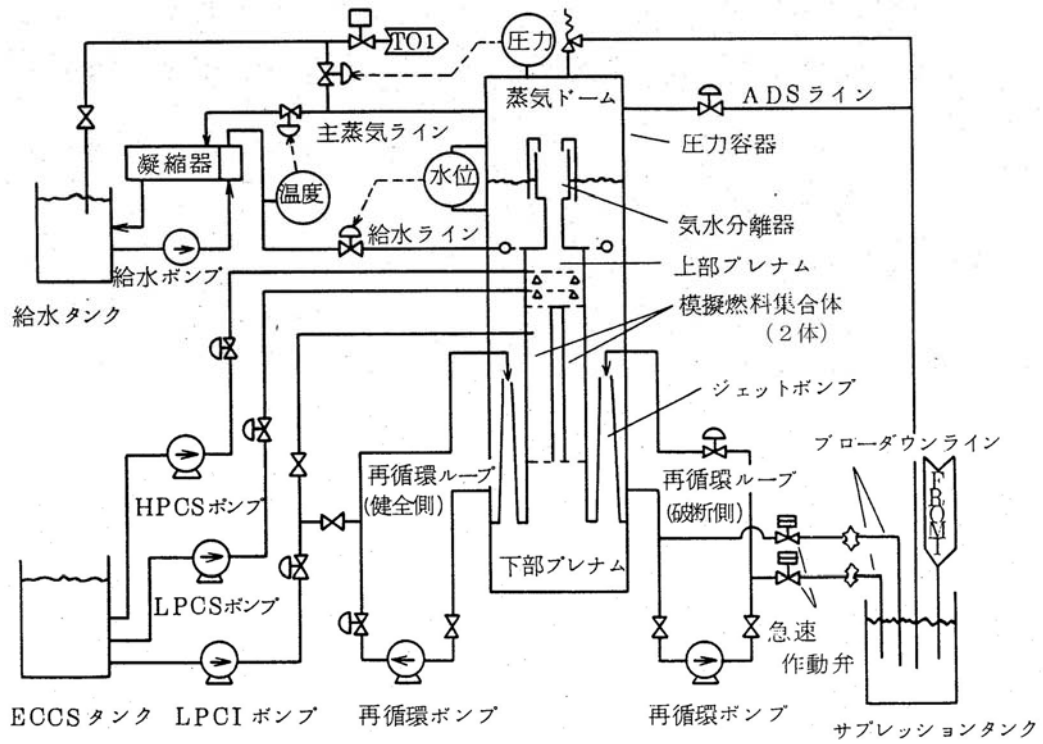 TO1
圧力
蒸気ドーム
ADSライン
主蒸気ライン
圧力容器
凝縮器
温度
水位
気水分離器
給水ライン
給水ポンプ
上部プレナム
給水タンク
模擬燃料集合体
(2体)
ジェットポンプ
ブローダウンライン
再循環ループ
(健全側)
再循環ループ
(破断側)
FROM1
HPCSポンプ
下部プレナム
LPCSポンプ
急速
作動弁
ECCSタンク
LPCIポンプ
再循環ポンプ
再循環ポンプ
サプレッションタンク